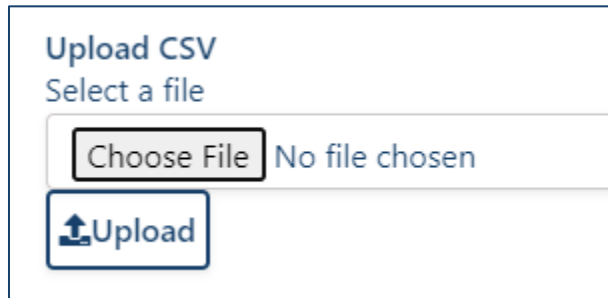 Upload CSV
Select a file
Choose File No file chosen
Upload